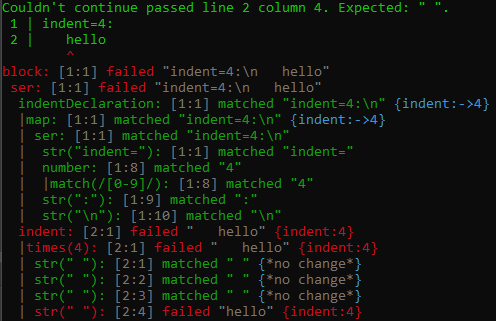 Couldn't continue passed line 2 column 4. Expected: " ".
 1 | indent=4:
 2 |    hello
        ^
block: [1:1] failed "indent=4:\n   hello"
 ser: [1:1] failed "indent=4:\n   hello"
  indentDeclaration: [1:1] matched "indent=4:\n" {indent:->4}
  |map: [1:1] matched "indent=4:\n" {indent:->4}
  | ser: [1:1] matched "indent=4:\n"
  |  str("indent="): [1:1] matched "indent="
  |  number: [1:8] matched "4"
  |  |match(/[0-9]/): [1:8] matched "4"
  |  str(":"): [1:9] matched ":"
  |  str("\n"): [1:10] matched "\n"
  indent: [2:1] failed "   hello" {indent:4}
  |times(4): [2:1] failed "   hello" {indent:4}
  | str(" "): [2:1] matched " " {*no change*}
  | str(" "): [2:2] matched " " {*no change*}
  | str(" "): [2:3] matched " " {*no change*}
  | str(" "): [2:4] failed "hello" {indent:4}